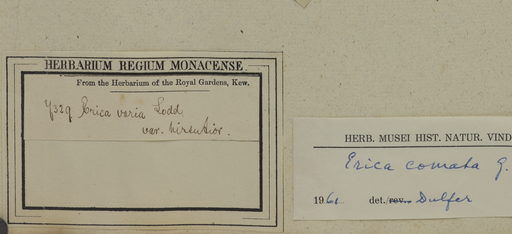 HERBARIUM REGIUM MONACENSE.
From the Herbarium of the Royal Gardens, Kew.
7329 Erica varia Lodd.
var. hirsutior.
HERB. MUSEI HIST. NATUR. VIND
Erica comata G.
1961 det./rev. Dulfer